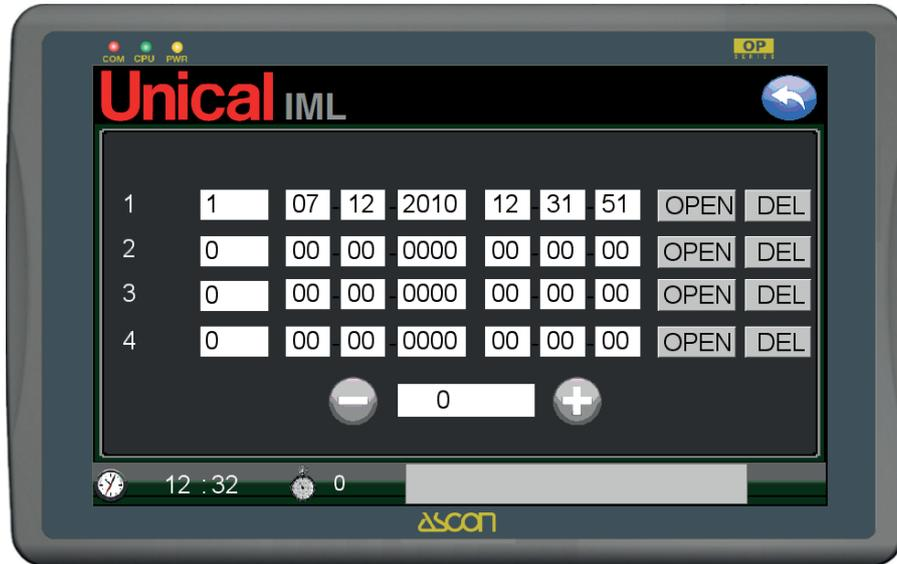 COM CPU PWR
OP
SERIES
Unical IML
1 1 07 - 12 - 2010 12 - 31 - 51 OPEN DEL
2 0 00 - 00 - 0000 00 - 00 - 00 OPEN DEL
3 0 00 - 00 - 0000 00 - 00 - 00 OPEN DEL
4 0 00 - 00 - 0000 00 - 00 - 00 OPEN DEL
0
12 : 32 0
ASCON